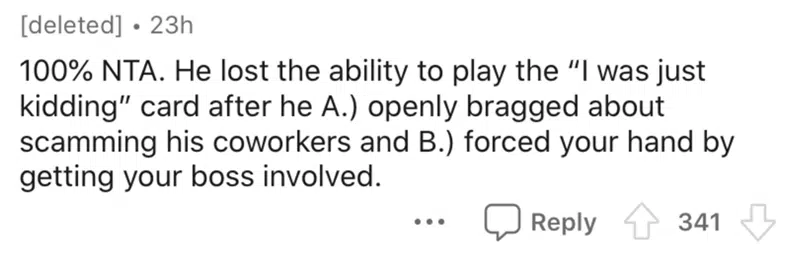 [deleted] • 23h
100% NTA. He lost the ability to play the “I was just
kidding” card after he A.) openly bragged about
scamming his coworkers and B.) forced your hand by
getting your boss involved.
••• Reply 341